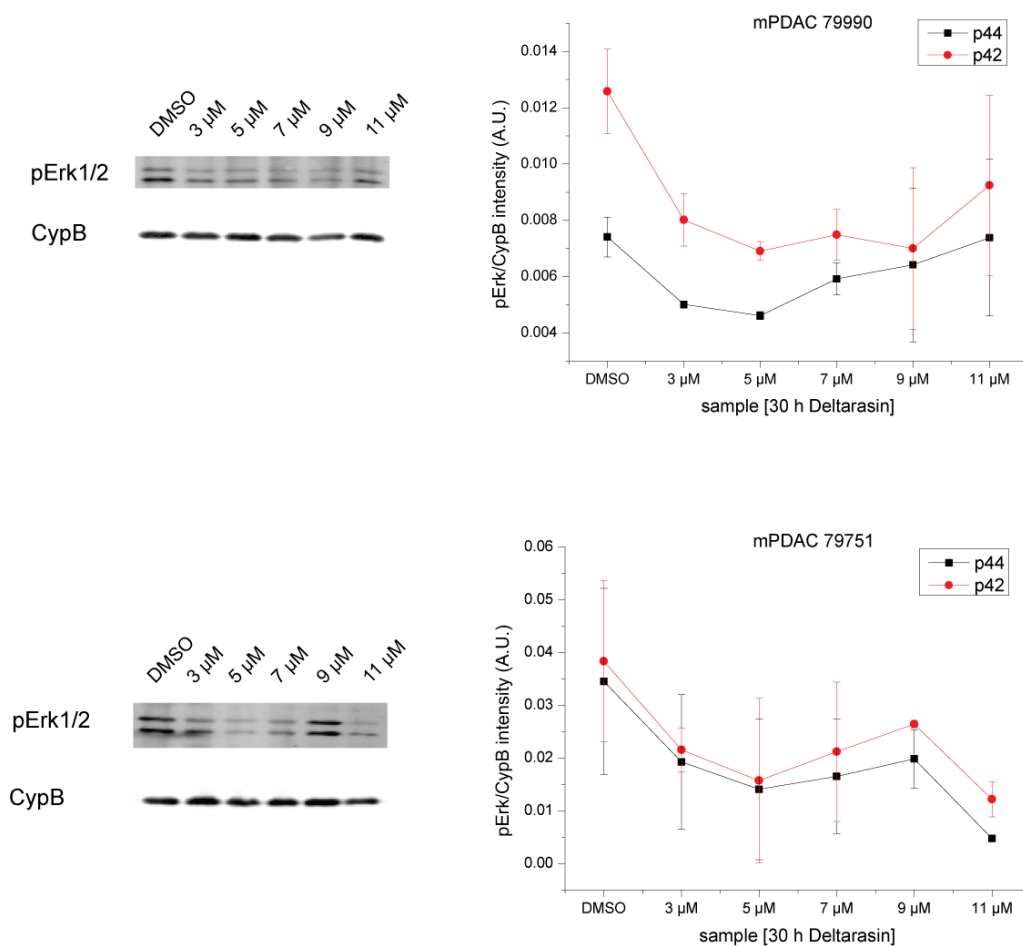 DMSO
3 µM
5 µM
7 µM
9 µM
11 µM
pErk1/2
CypB
mPDAC 79990
p44
p42
pErk/CypB intensity (A.U.)
0.014
0.012
0.010
0.008
0.006
0.004
DMSO
3 µM
5 µM
7 µM
9 µM
11 µM
sample [30 h Deltarasin]
DMSO
3 µM
5 µM
7 µM
9 µM
11 µM
pErk1/2
CypB
mPDAC 79751
p44
p42
pErk/CypB intensity (A.U.)
0.06
0.05
0.04
0.03
0.02
0.01
0.00
DMSO
3 µM
5 µM
7 µM
9 µM
11 µM
sample [30 h Deltarasin]